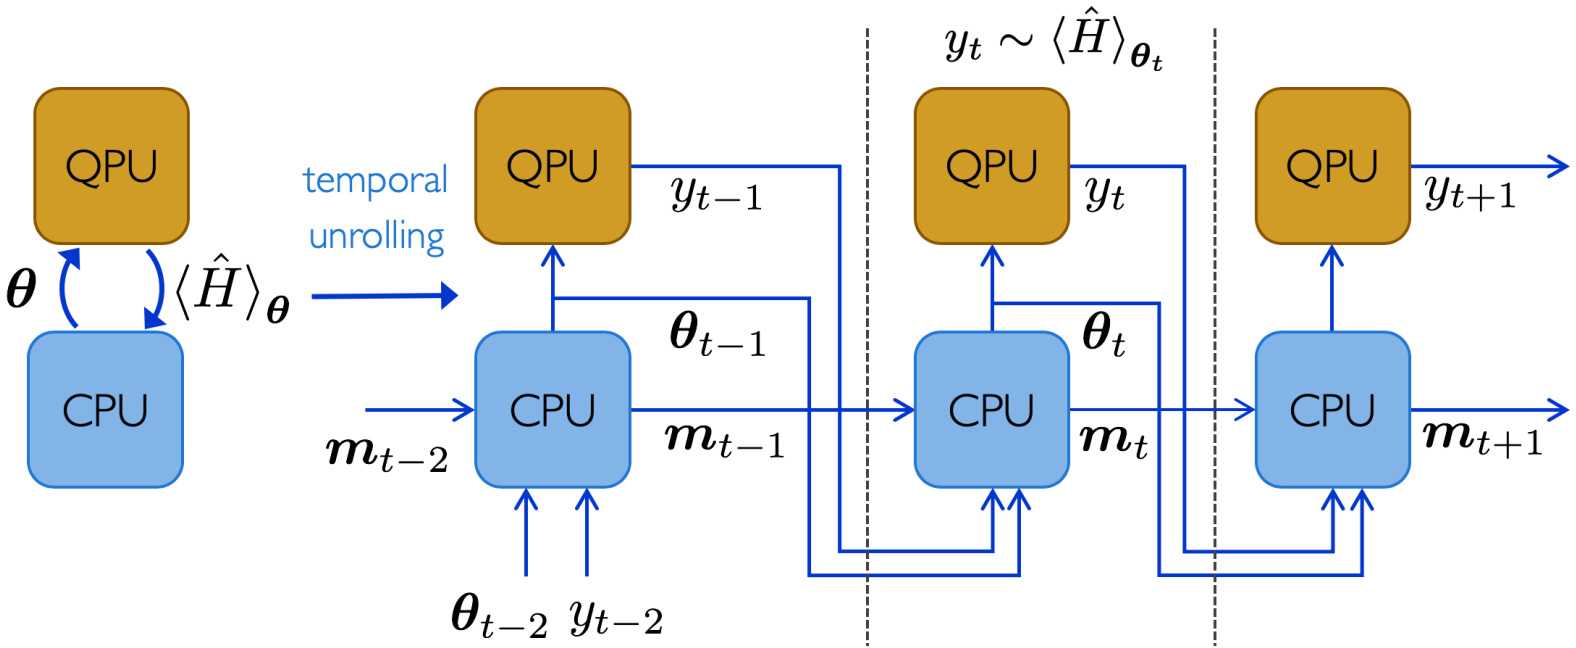 y_t ∼ ⟨Ĥ⟩_{θ_t}
QPU
QPU
QPU
QPU
temporal
unrolling
y_{t−1}
y_t
y_{t+1}
θ
⟨Ĥ⟩_θ
θ_{t−1}
θ_t
CPU
CPU
CPU
CPU
m_{t−2}
m_{t−1}
m_t
m_{t+1}
θ_{t−2}
y_{t−2}